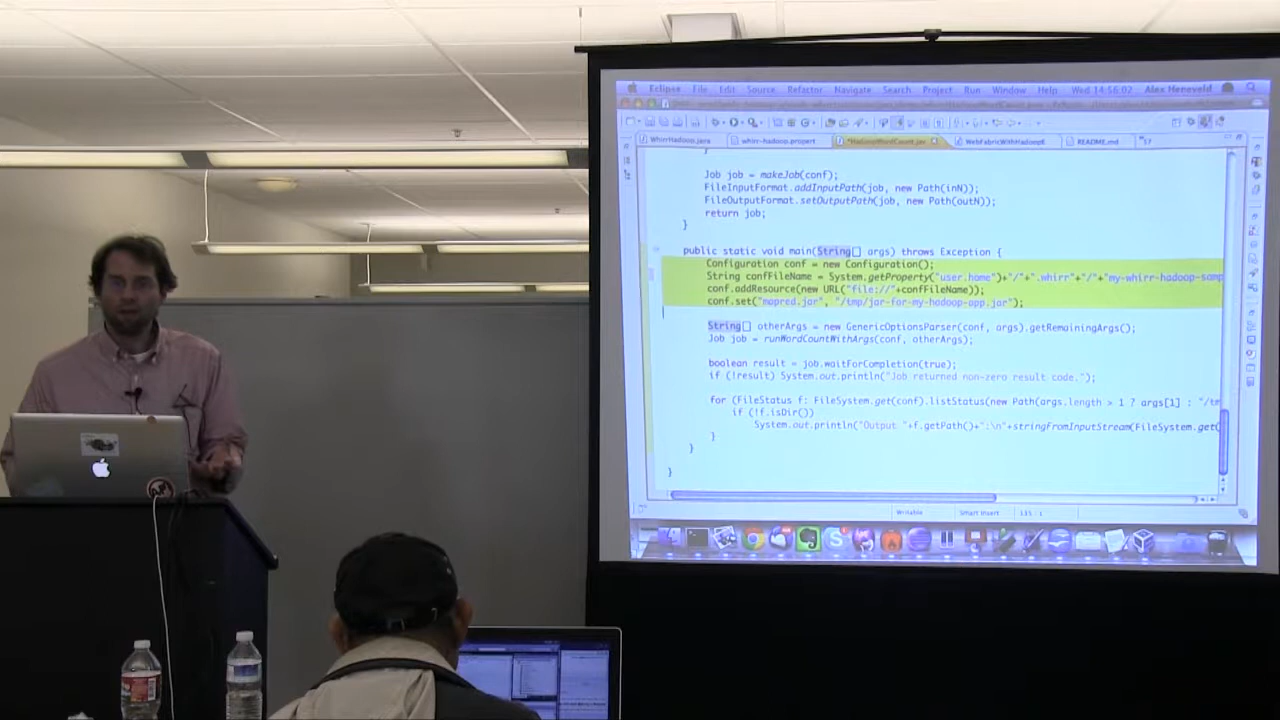 Eclipse File Edit Source Refactor Navigate Search Project Run Window Help Wed 14:56:02 Alex Heneveld
WhirrHadoop.java whirr-hadoop.propert *HadoopWordCount.jav WebFabricWithHadoopE README.md
}
Job job = makeJob(conf);
FileInputFormat.addInputPath(job, new Path(inN));
FileOutputFormat.setOutputPath(job, new Path(outN));
return job;
}
public static void main(String[] args) throws Exception {
Configuration conf = new Configuration();
String confFileName = System.getProperty("user.home")+"/"+".whirr"+"/"+"my-whirr-hadoop-samp
conf.addResource(new URL("file://"+confFileName));
conf.set("mapred.jar", "/tmp/jar-for-my-hadoop-app.jar");
String[] otherArgs = new GenericOptionsParser(conf, args).getRemainingArgs();
Job job = runWordCountWithArgs(conf, otherArgs);
boolean result = job.waitForCompletion(true);
if (!result) System.out.println("Job returned non-zero result code.");
for (FileStatus f: FileSystem.get(conf).listStatus(new Path(args.length > 1 ? args[1] : "/tm
if (!f.isDir())
System.out.println("Output "+f.getPath()+":\n"+stringFromInputStream(FileSystem.get(
}
}
}
Writable Smart Insert 135 : 1